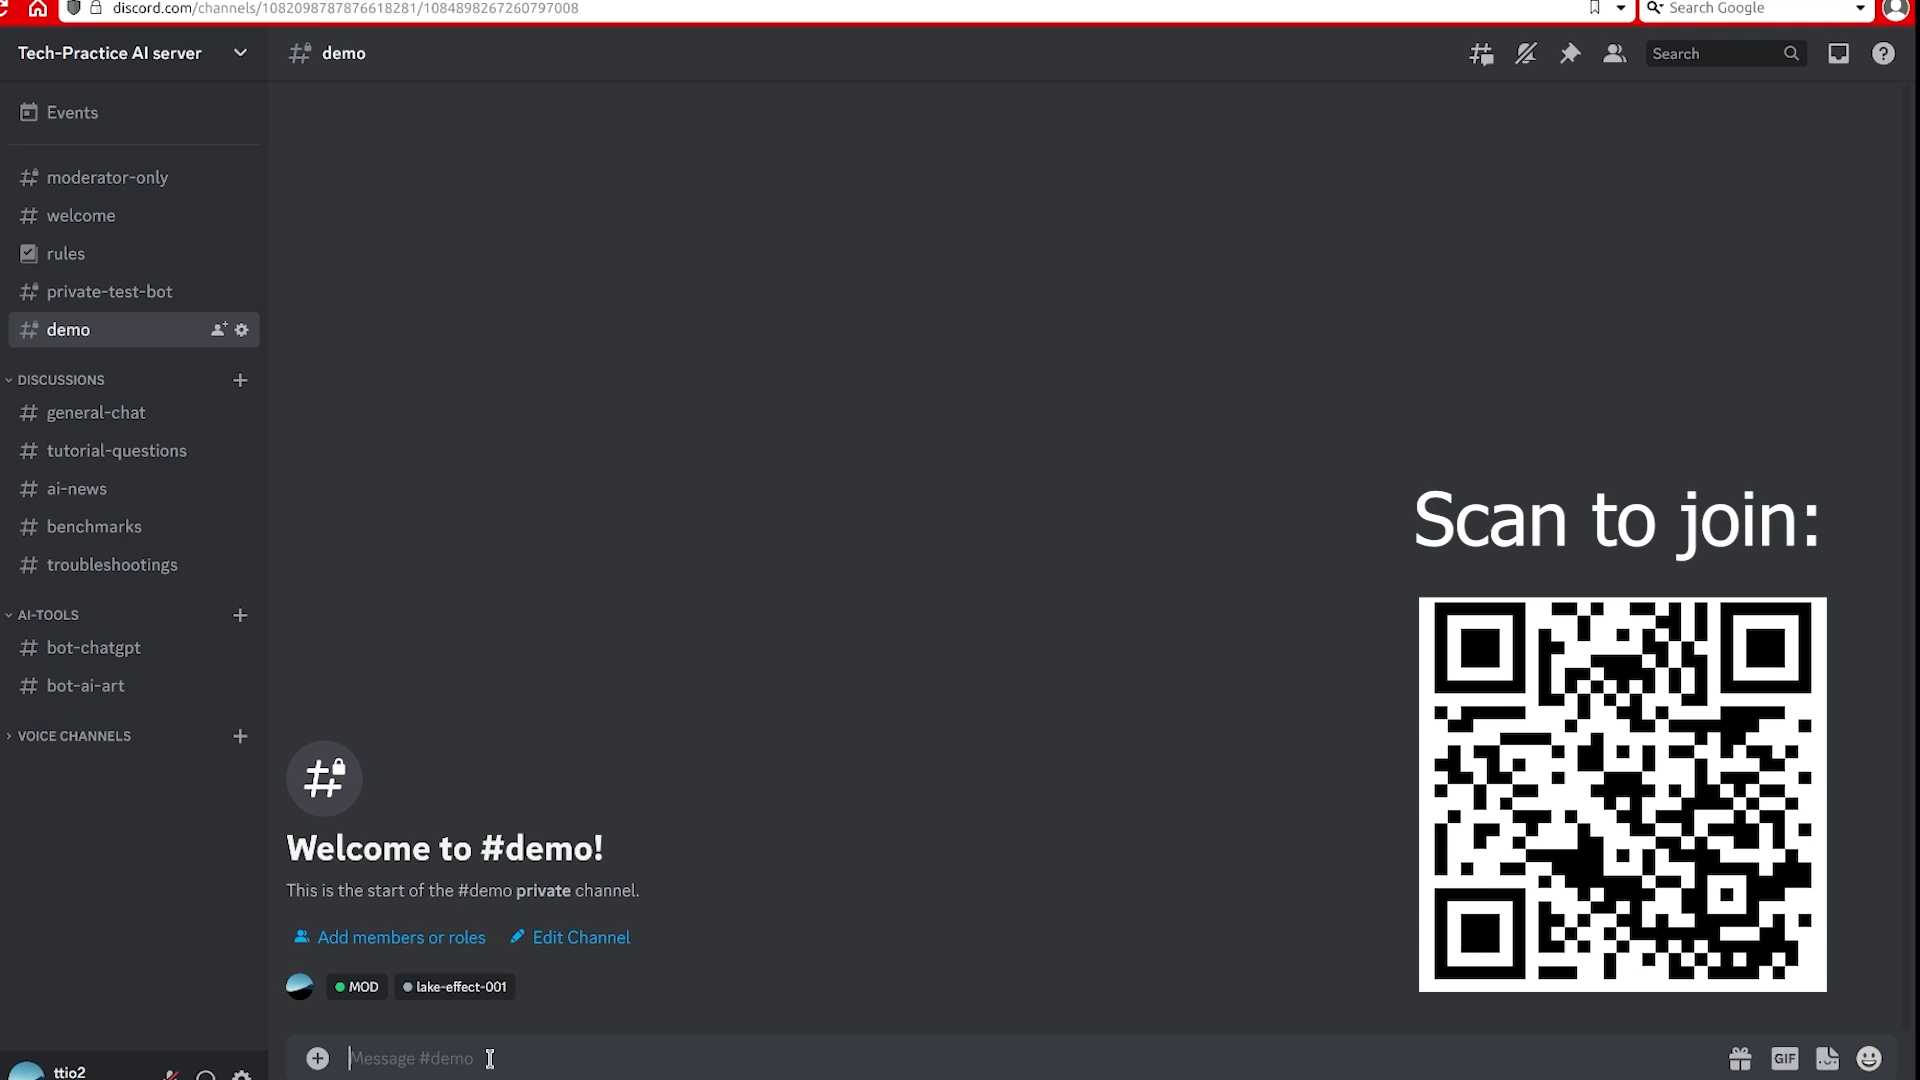 discord.com/channels/1082098787876618281/1084898267260797008
Search Google
Tech-Practice AI server
demo
Search
Events
moderator-only
welcome
rules
private-test-bot
demo
DISCUSSIONS
general-chat
tutorial-questions
ai-news
benchmarks
troubleshootings
AI-TOOLS
bot-chatgpt
bot-ai-art
VOICE CHANNELS
Scan to join:
Welcome to #demo!
This is the start of the #demo private channel.
Add members or roles
Edit Channel
MOD
lake-effect-001
Message #demo
GIF
ttio2